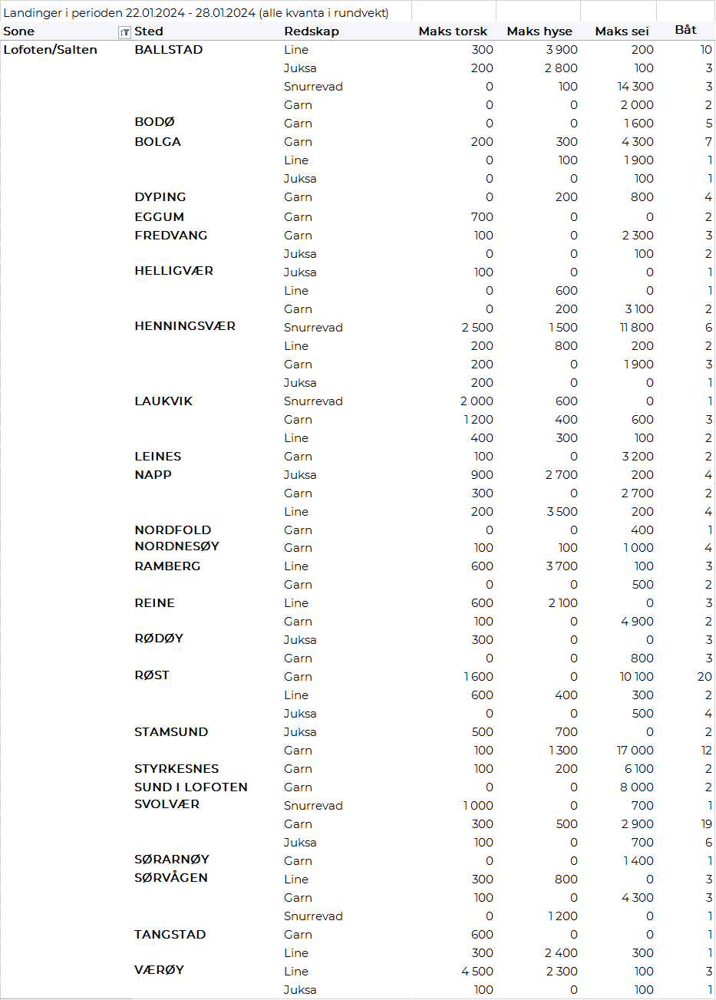 Landinger i perioden 22.01.2024 - 28.01.2024 (alle kvanta i rundvekt)
Sone Sted Redskap Maks torsk Maks hyse Maks sei Båt
Lofoten/Salten BALLSTAD Line 300 3 900 200 10
Juksa 200 2 800 100 3
Snurrevad 0 100 14 300 3
Garn 0 0 2 000 2
BODØ Garn 0 0 1 600 5
BOLGA Garn 200 300 4 300 7
Line 0 100 1 900 1
Juksa 0 0 100 1
DYPING Garn 0 200 800 4
EGGUM Garn 700 0 0 2
FREDVANG Garn 100 0 2 300 3
Juksa 0 0 100 2
HELLIGVÆR Juksa 100 0 0 1
Line 0 600 0 1
Garn 0 200 3 100 2
HENNINGSVÆR Snurrevad 2 500 1 500 11 800 6
Line 200 800 200 2
Garn 200 0 1 900 3
Juksa 200 0 0 1
LAUKVIK Snurrevad 2 000 600 0 1
Garn 1 200 400 600 3
Line 400 300 100 2
LEINES Garn 100 0 3 200 2
NAPP Juksa 900 2 700 200 4
Garn 300 0 2 700 2
Line 200 3 500 200 4
NORDFOLD Garn 0 0 400 1
NORDNESØY Garn 100 100 1 000 4
RAMBERG Line 600 3 700 100 3
Garn 0 0 500 2
REINE Line 600 2 100 0 3
Garn 100 0 4 900 2
RØDØY Juksa 300 0 0 3
Garn 0 0 800 3
RØST Garn 1 600 0 10 100 20
Line 600 400 300 2
Juksa 0 0 500 4
STAMSUND Juksa 500 700 0 2
Garn 100 1 300 17 000 12
STYRKESNES Garn 100 200 6 100 2
SUND I LOFOTEN Garn 0 0 8 000 2
SVOLVÆR Snurrevad 1 000 0 700 1
Garn 300 500 2 900 19
Juksa 100 0 700 6
SØRARNØY Garn 0 0 1 400 1
SØRVÅGEN Line 300 800 0 3
Garn 100 0 4 300 3
Snurrevad 0 1 200 0 1
TANGSTAD Garn 600 0 0 1
Line 300 2 400 300 1
VÆRØY Line 4 500 2 300 100 3
Juksa 100 0 100 1